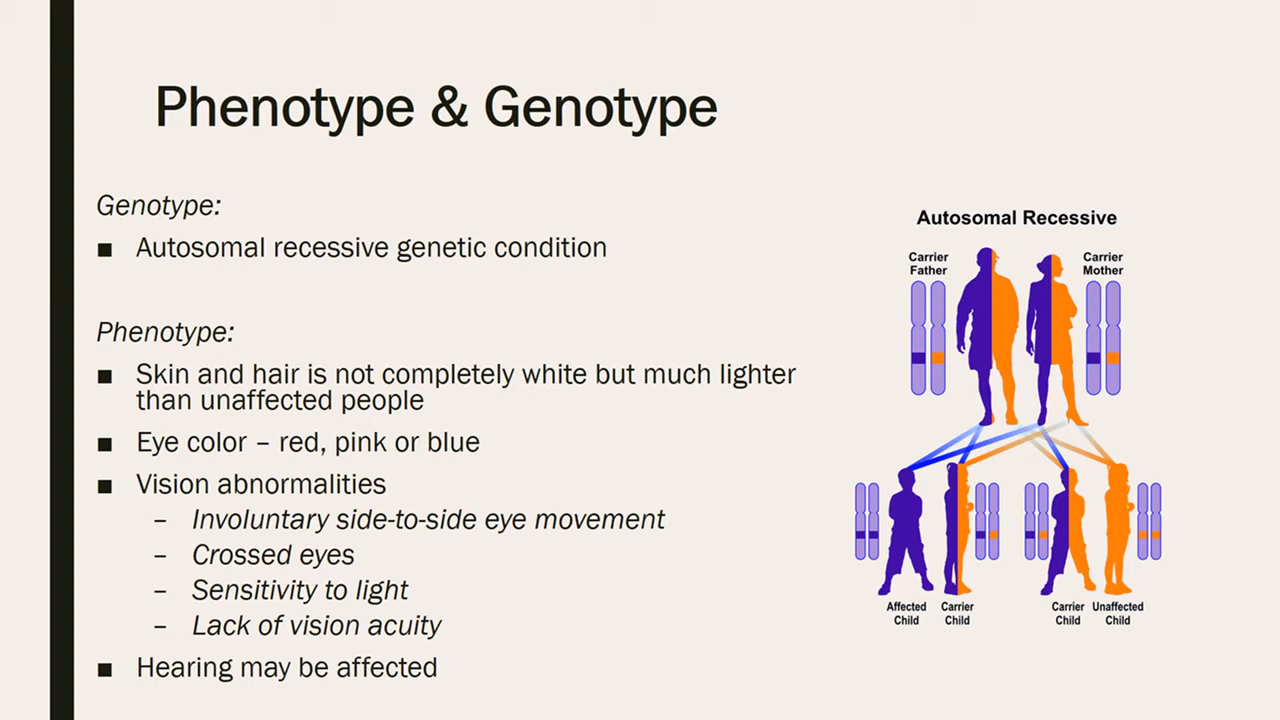 Phenotype & Genotype
Genotype:
■ Autosomal recessive genetic condition
Phenotype:
■ Skin and hair is not completely white but much lighter
than unaffected people
■ Eye color – red, pink or blue
■ Vision abnormalities
– Involuntary side-to-side eye movement
– Crossed eyes
– Sensitivity to light
– Lack of vision acuity
■ Hearing may be affected
Autosomal Recessive
Carrier
Father
Carrier
Mother
Affected
Child
Carrier
Child
Carrier
Child
Unaffected
Child